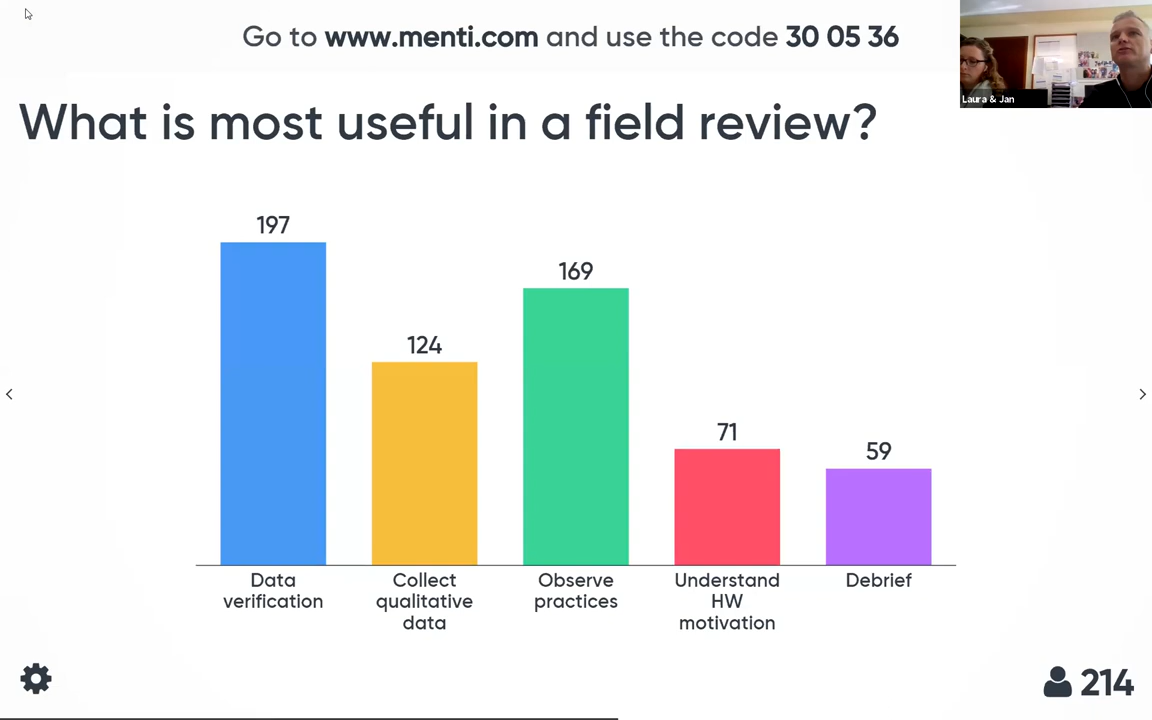 Go to www.menti.com and use the code 30 05 36
Laura & Jan
What is most useful in a field review?
197
124
169
71
59
Data
verification
Collect
qualitative
data
Observe
practices
Understand
HW
motivation
Debrief
214